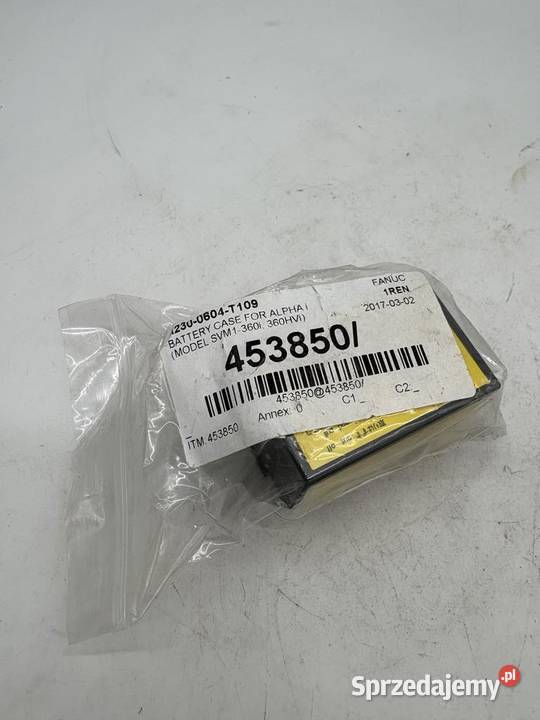 A230-0604-T109
FANUC
BATTERY CASE FOR ALPHA I
1REN
(MODEL SVM1-360i, 360HVI)
2017-03-02
453850/
453850@453850/
_ITM:453850 Annex: 0 C1:_ C2:_
Sprzedajemy.pl